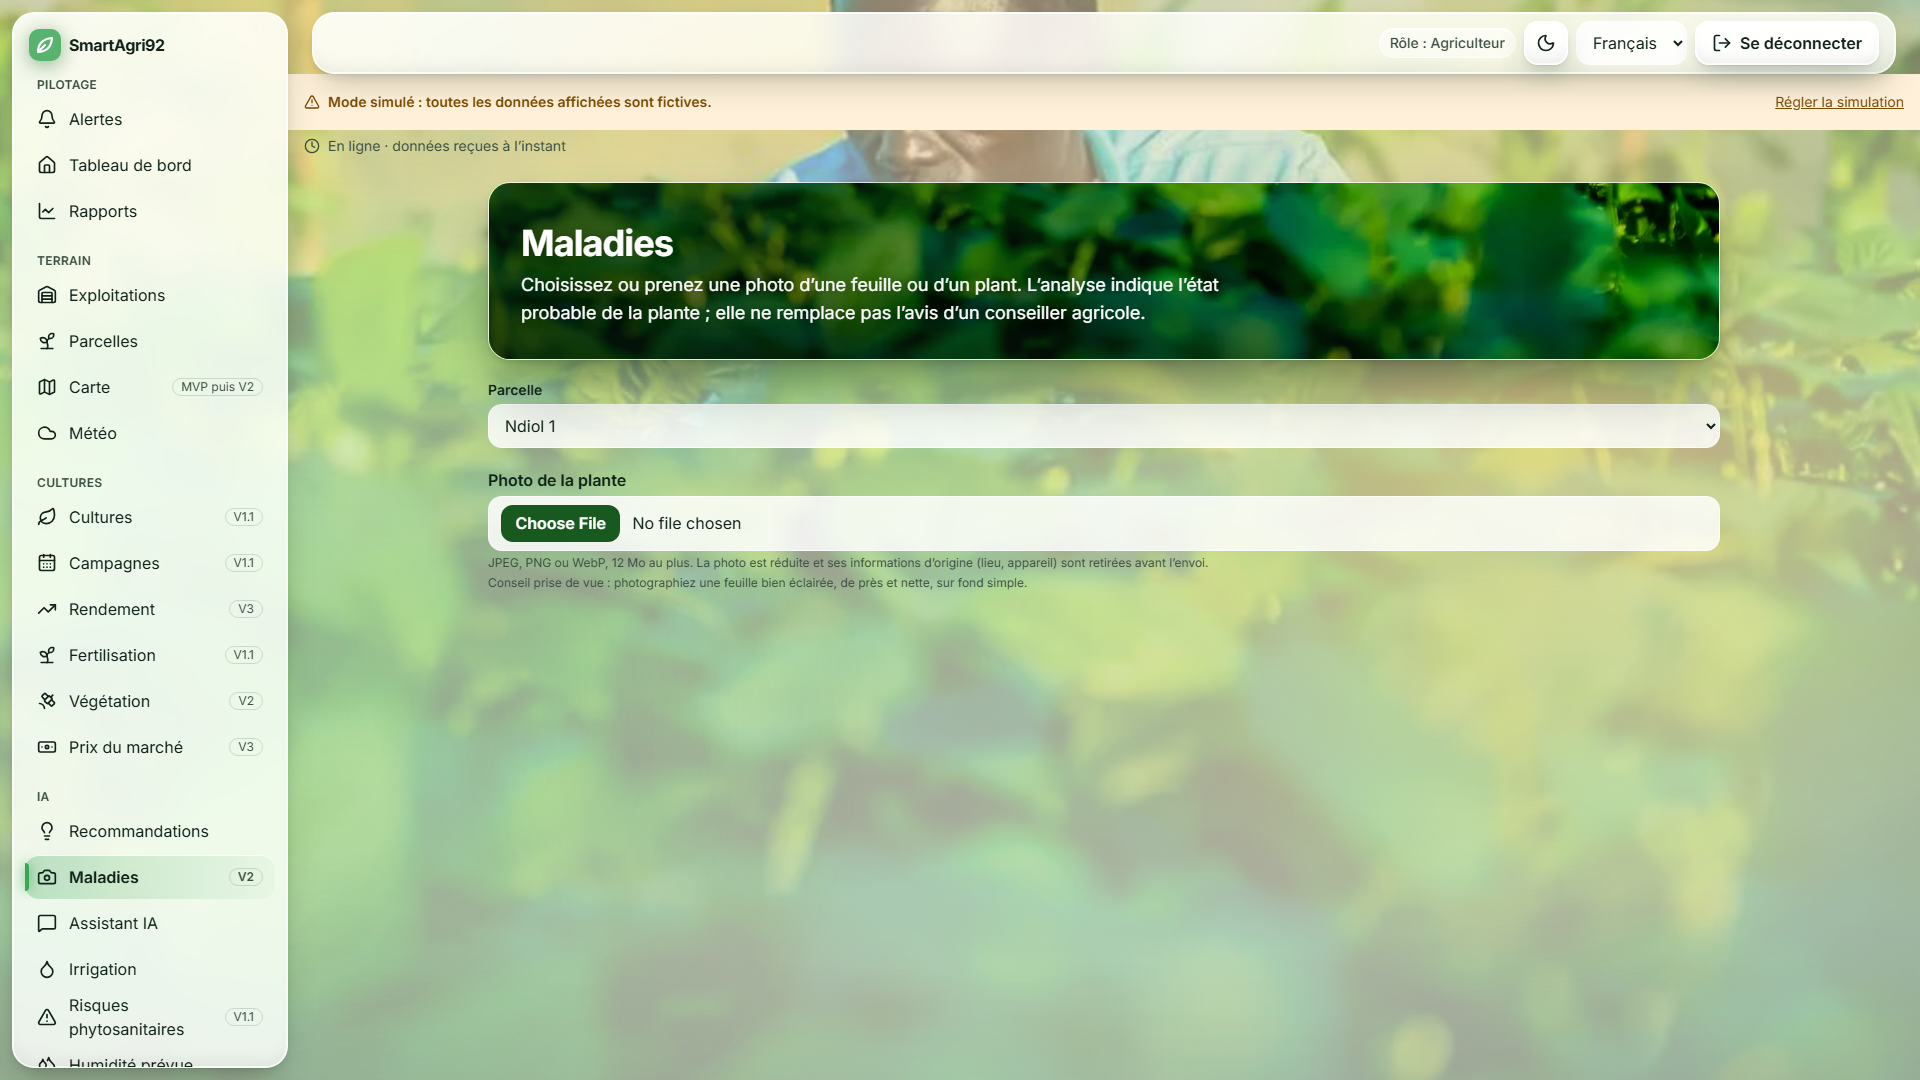 SmartAgri92
PILOTAGE
Alertes
Tableau de bord
Rapports
TERRAIN
Exploitations
Parcelles
Carte MVP puis V2
Météo
CULTURES
Cultures V1.1
Campagnes V1.1
Rendement V3
Fertilisation V1.1
Végétation V2
Prix du marché V3
IA
Recommandations
Maladies V2
Assistant IA
Irrigation
Risques
phytosanitaires V1.1
Humidité prévue
Rôle : Agriculteur
Français
Se déconnecter
Mode simulé : toutes les données affichées sont fictives.
Régler la simulation
En ligne · données reçues à l’instant
Maladies
Choisissez ou prenez une photo d’une feuille ou d’un plant. L’analyse indique l’état
probable de la plante ; elle ne remplace pas l’avis d’un conseiller agricole.
Parcelle
Ndiol 1
Photo de la plante
Choose File No file chosen
JPEG, PNG ou WebP, 12 Mo au plus. La photo est réduite et ses informations d’origine (lieu, appareil) sont retirées avant l’envoi.
Conseil prise de vue : photographiez une feuille bien éclairée, de près et nette, sur fond simple.